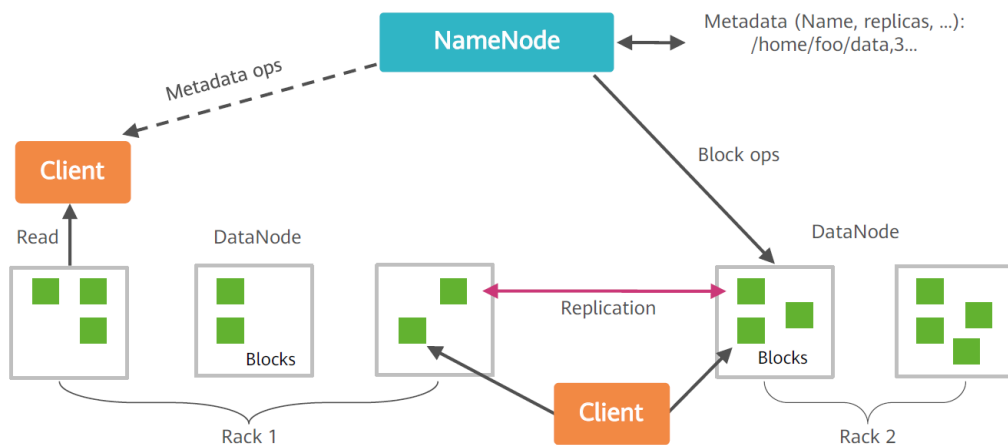 NameNode
Metadata (Name, replicas, ...):
/home/foo/data,3...
Metadata ops
Client
Block ops
Read
DataNode
DataNode
Replication
Blocks
Blocks
Client
Rack 1
Rack 2